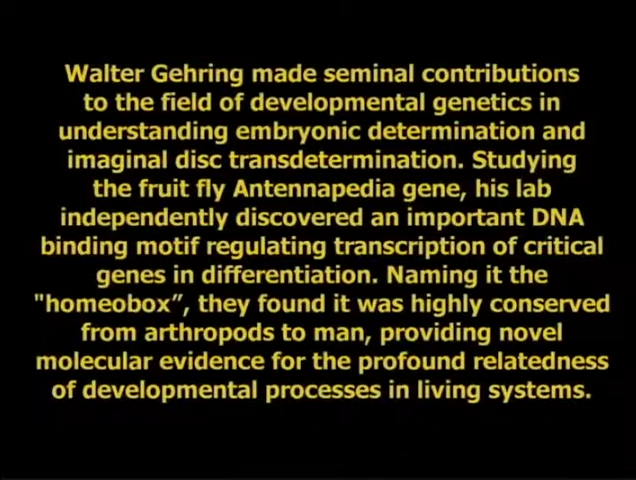 Walter Gehring made seminal contributions
to the field of developmental genetics in
understanding embryonic determination and
imaginal disc transdetermination. Studying
the fruit fly Antennapedia gene, his lab
independently discovered an important DNA
binding motif regulating transcription of critical
genes in differentiation. Naming it the
"homeobox”, they found it was highly conserved
from arthropods to man, providing novel
molecular evidence for the profound relatedness
of developmental processes in living systems.